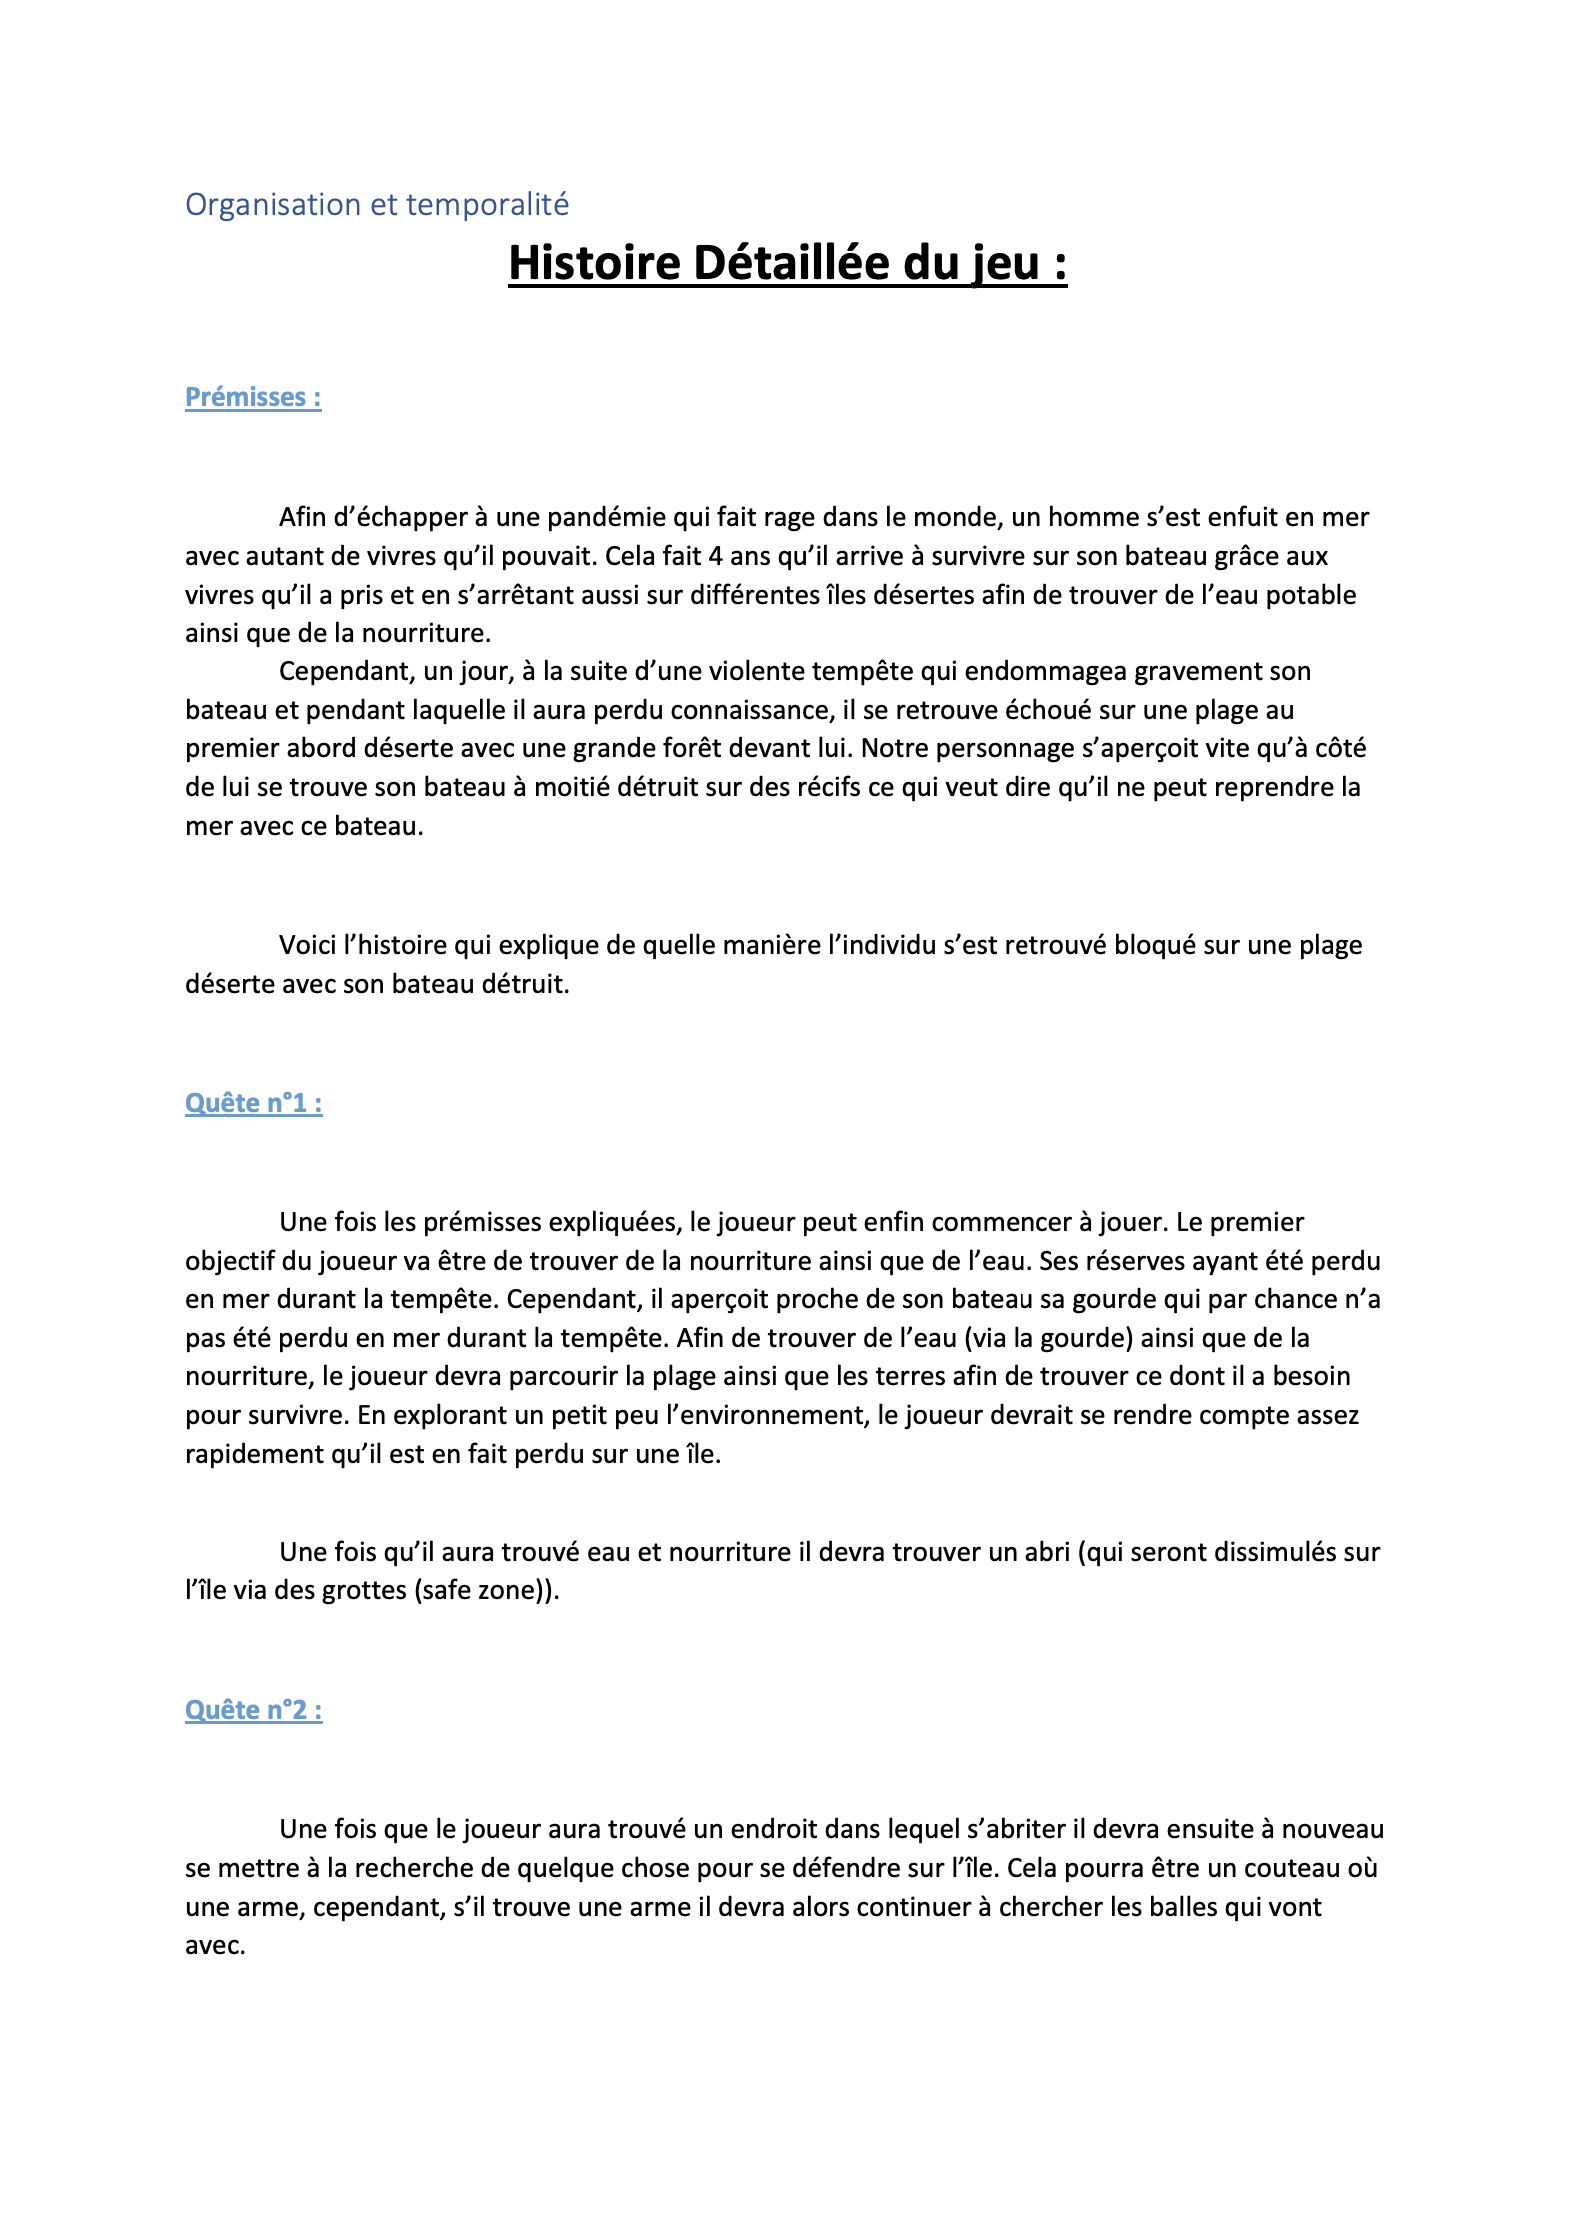 Organisation et temporalité
Histoire Détaillée du jeu :
Prémisses :
Afin d’échapper à une pandémie qui fait rage dans le monde, un homme s’est enfuit en mer
avec autant de vivres qu’il pouvait. Cela fait 4 ans qu’il arrive à survivre sur son bateau grâce aux
vivres qu’il a pris et en s’arrêtant aussi sur différentes îles désertes afin de trouver de l’eau potable
ainsi que de la nourriture.
Cependant, un jour, à la suite d’une violente tempête qui endommagea gravement son
bateau et pendant laquelle il aura perdu connaissance, il se retrouve échoué sur une plage au
premier abord déserte avec une grande forêt devant lui. Notre personnage s’aperçoit vite qu’à côté
de lui se trouve son bateau à moitié détruit sur des récifs ce qui veut dire qu’il ne peut reprendre la
mer avec ce bateau.
Voici l’histoire qui explique de quelle manière l’individu s’est retrouvé bloqué sur une plage
déserte avec son bateau détruit.
Quête n°1 :
Une fois les prémisses expliquées, le joueur peut enfin commencer à jouer. Le premier
objectif du joueur va être de trouver de la nourriture ainsi que de l’eau. Ses réserves ayant été perdu
en mer durant la tempête. Cependant, il aperçoit proche de son bateau sa gourde qui par chance n’a
pas été perdu en mer durant la tempête. Afin de trouver de l’eau (via la gourde) ainsi que de la
nourriture, le joueur devra parcourir la plage ainsi que les terres afin de trouver ce dont il a besoin
pour survivre. En explorant un petit peu l’environnement, le joueur devrait se rendre compte assez
rapidement qu’il est en fait perdu sur une île.
Une fois qu’il aura trouvé eau et nourriture il devra trouver un abri (qui seront dissimulés sur
l’île via des grottes (safe zone)).
Quête n°2 :
Une fois que le joueur aura trouvé un endroit dans lequel s’abriter il devra ensuite à nouveau
se mettre à la recherche de quelque chose pour se défendre sur l’île. Cela pourra être un couteau où
une arme, cependant, s’il trouve une arme il devra alors continuer à chercher les balles qui vont
avec.